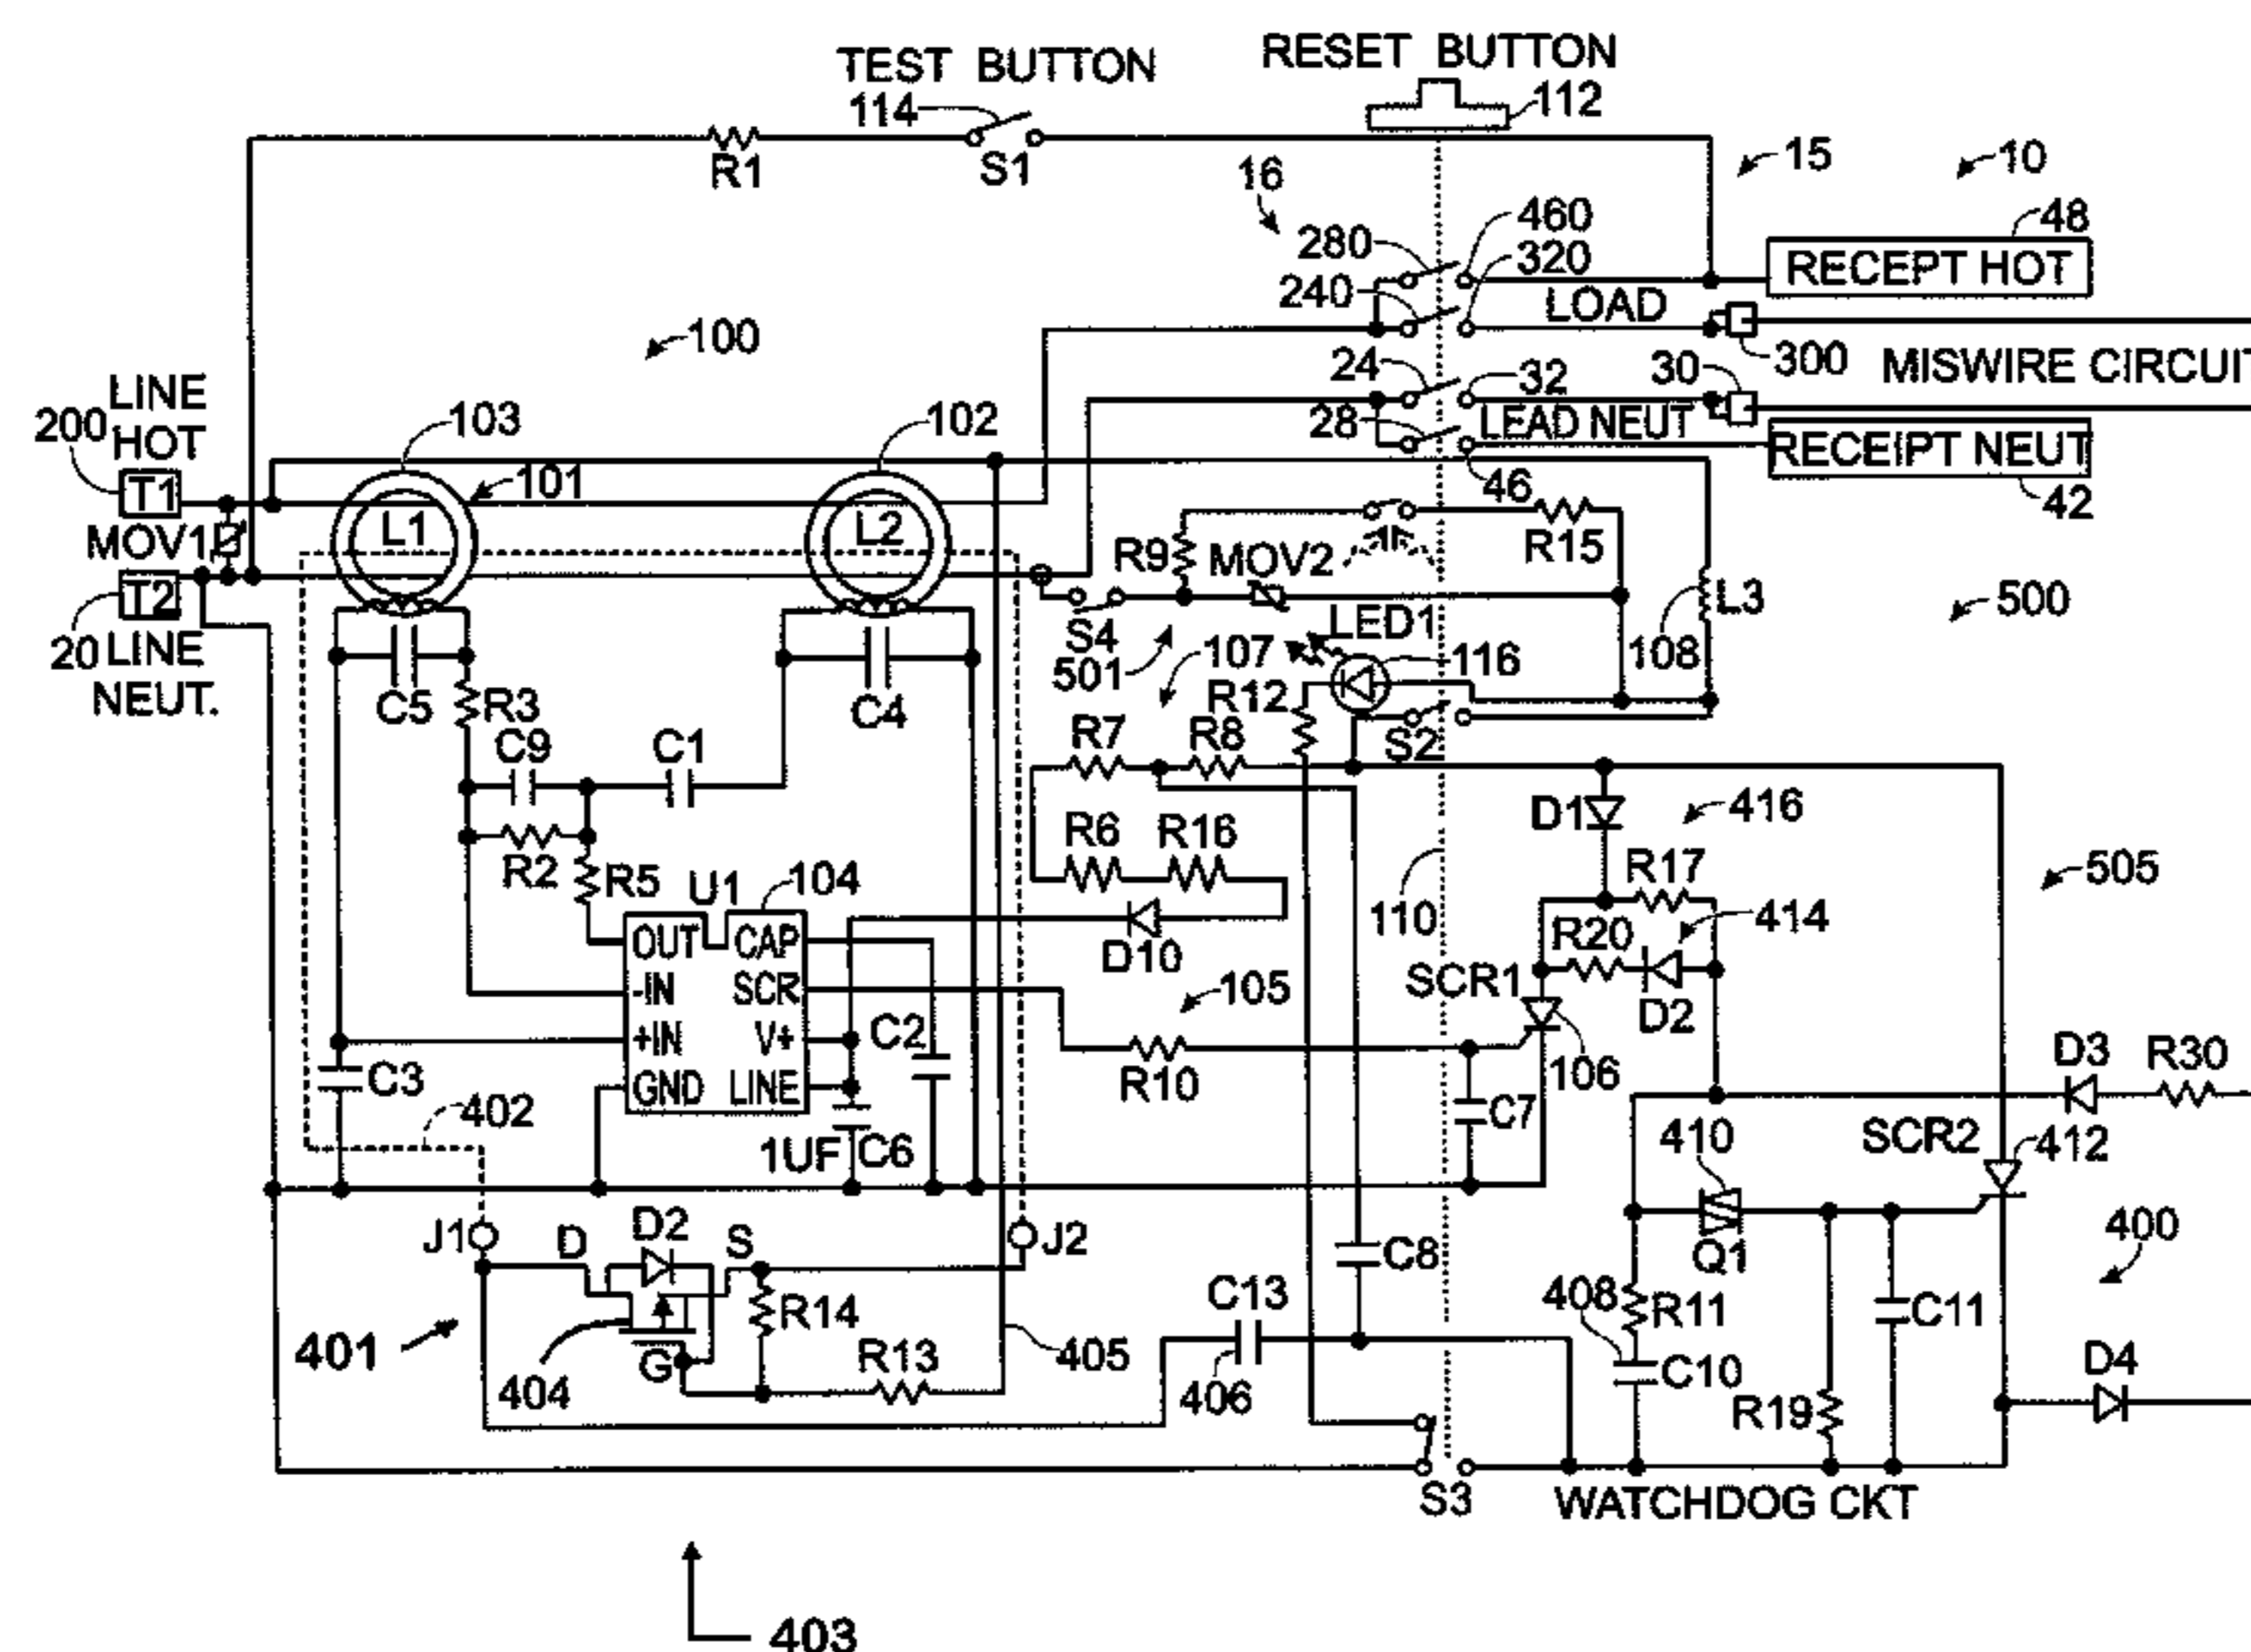 TEST BUTTON
RESET BUTTON
114
112
R1
S1
16
15
10
460
48
280
320
RECEPT HOT
240
LOAD
100
24
32
30
300
MISWIRE CIRCUIT
LINE
HOT
200
103
102
28
LEAD NEUT
RECEIPT NEUT
T1
101
46
42
L1
L2
MOV1
R9
MOV2
R15
T2
L3
500
S4
LED1
20 LINE
NEUT.
501
107
116
108
C5
R3
C4
R12
C9
C1
R7
R8
S2
D1
416
R6
R16
R2
R5
U1
104
R17
505
110
414
OUT
CAP
D10
R20
-IN
SCR
105
SCR1
D2
+IN
V+
C2
C3
GND
LINE
R10
106
D3
R30
402
C7
410
SCR2
412
1UF
C6
J1
D
D2
S
J2
C8
Q1
400
C13
408
R11
C11
401
R14
404
G
R13
405
406
C10
D4
R19
S3
WATCHDOG CKT
403